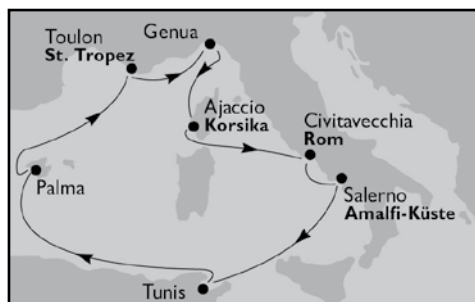 Toulon
St. Tropez
Genua
Ajaccio
Korsika
Civitavecchia
Rom
Salerno
Amalfi-Küste
Palma
Tunis